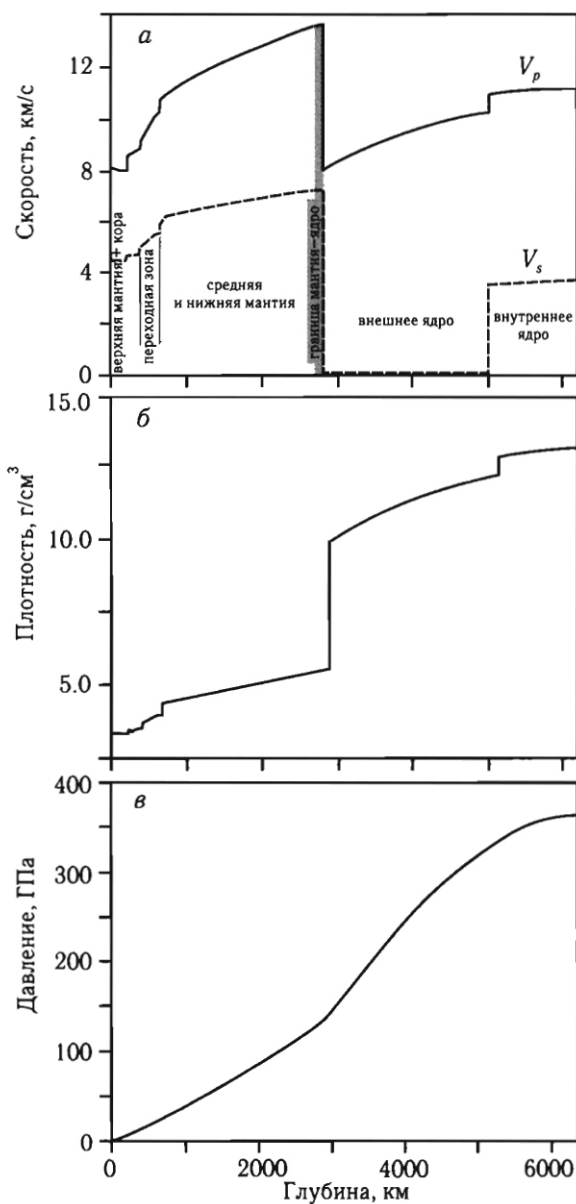 а
Скорость, км/с
12
8
4
0
V_p
V_s
верхняя мантия + кора
переходная зона
средняя
и нижняя мантия
граница мантия–ядро
внешнее ядро
внутреннее
ядро
б
Плотность, г/см³
15.0
10.0
5.0
в
Давление, ГПа
400
300
200
100
0
0
2000
4000
6000
Глубина, км